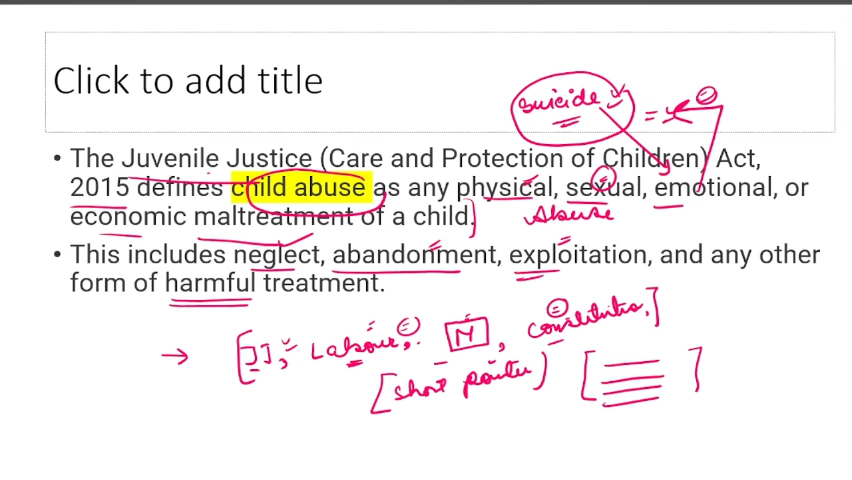 Click to add title
suicide =
• The Juvenile Justice (Care and Protection of Children) Act,
2015 defines child abuse as any physical, sexual, emotional, or
economic maltreatment of a child.]
Abuse
• This includes neglect, abandonment, exploitation, and any other
form of harmful treatment.
→ [JJ, Labour, M, Constitution,]
[short pointer) [ ]